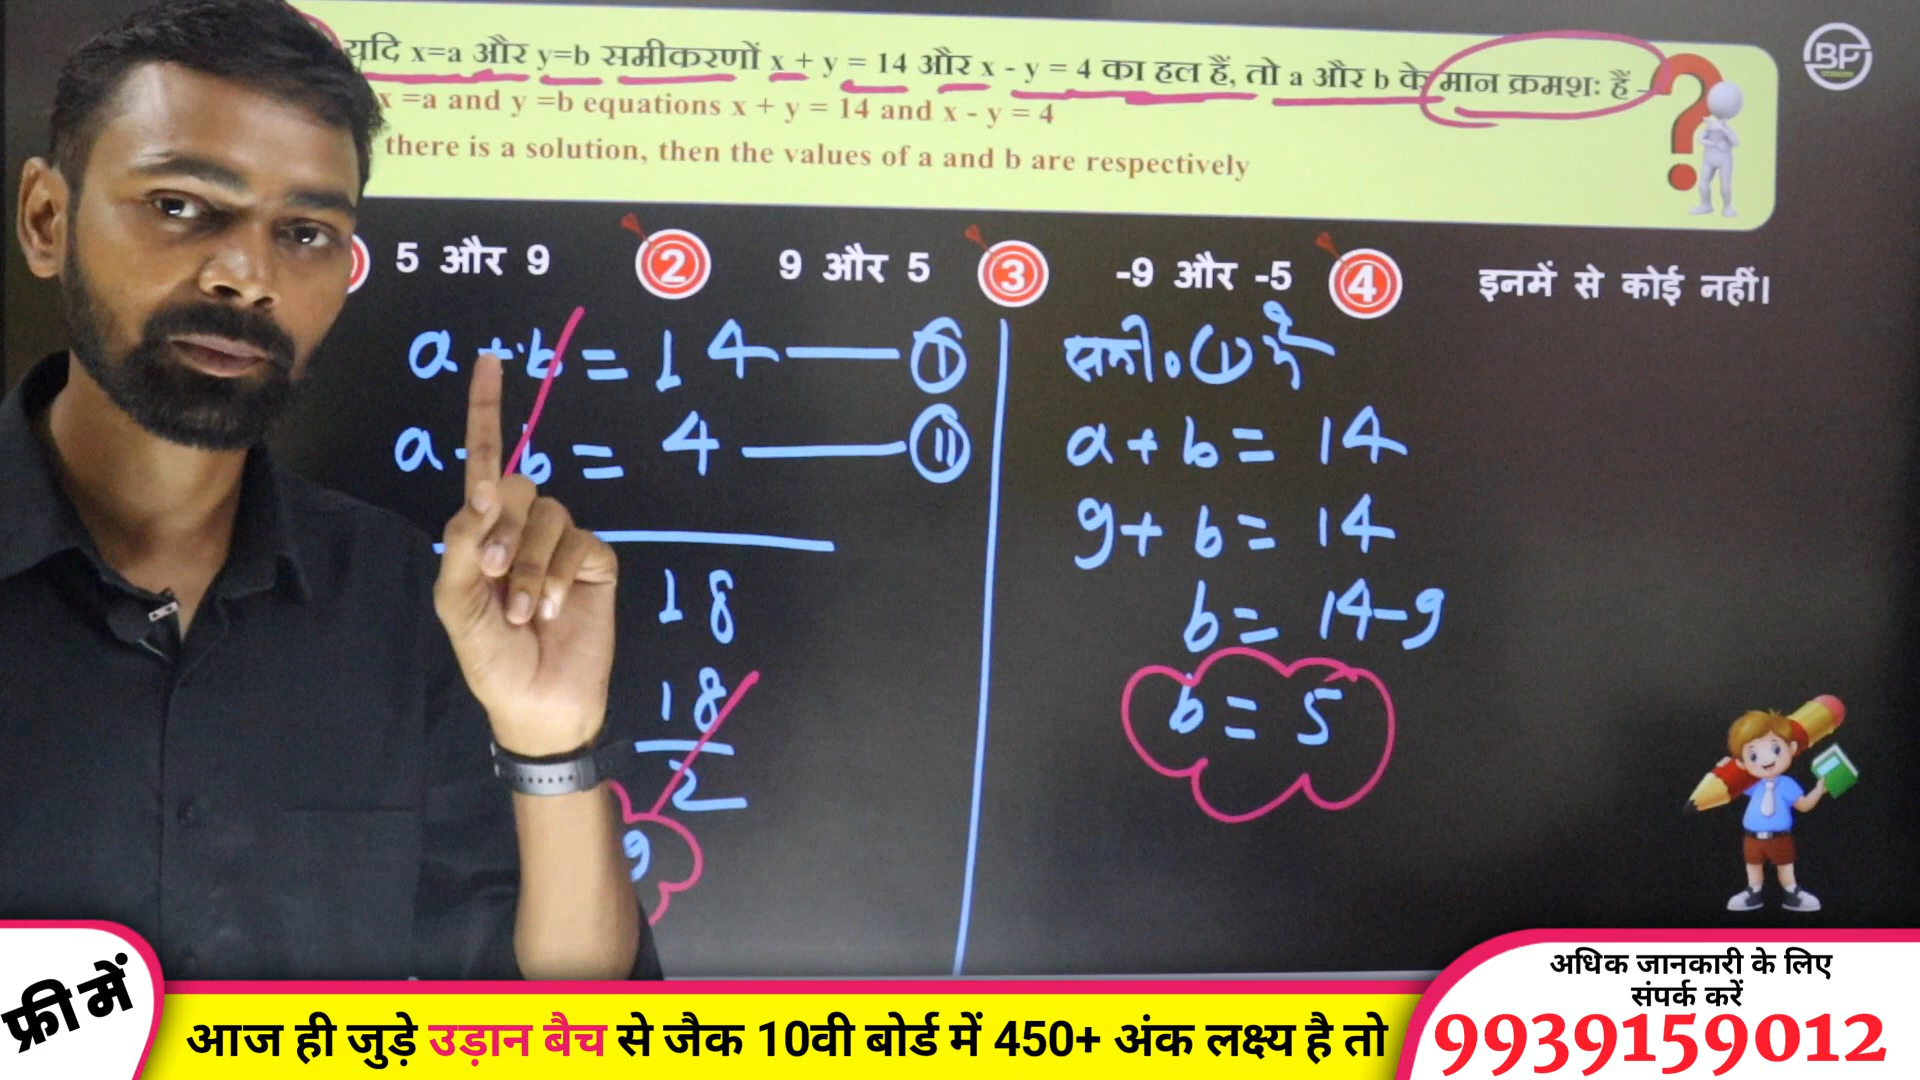 यदि x=a और y=b समीकरणों x + y = 14 और x - y = 4 का हल हैं, तो a और b के मान क्रमशः हैं -
x =a and y =b equations x + y = 14 and x - y = 4
there is a solution, then the values of a and b are respectively
BP
5 और 9
2 9 और 5
3 -9 और -5
4 इनमें से कोई नहीं।
a + b = 14 — I
a - b = 4 — II
18
18
2
9
समी. (1) में
a + b = 14
9 + b = 14
b = 14 - 9
b = 5
फ्री में
आज ही जुड़े उड़ान बैच से जैक 10वी बोर्ड में 450+ अंक लक्ष्य है तो
अधिक जानकारी के लिए
संपर्क करें
9939159012